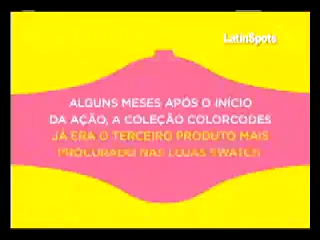 LatinSpots
ALGUNS MESES APÓS O INÍCIO
DA AÇÃO, A COLEÇÃO COLORCODES
JÁ ERA O TERCEIRO PRODUTO MAIS
PROCURADO NAS LOJAS SWATCH